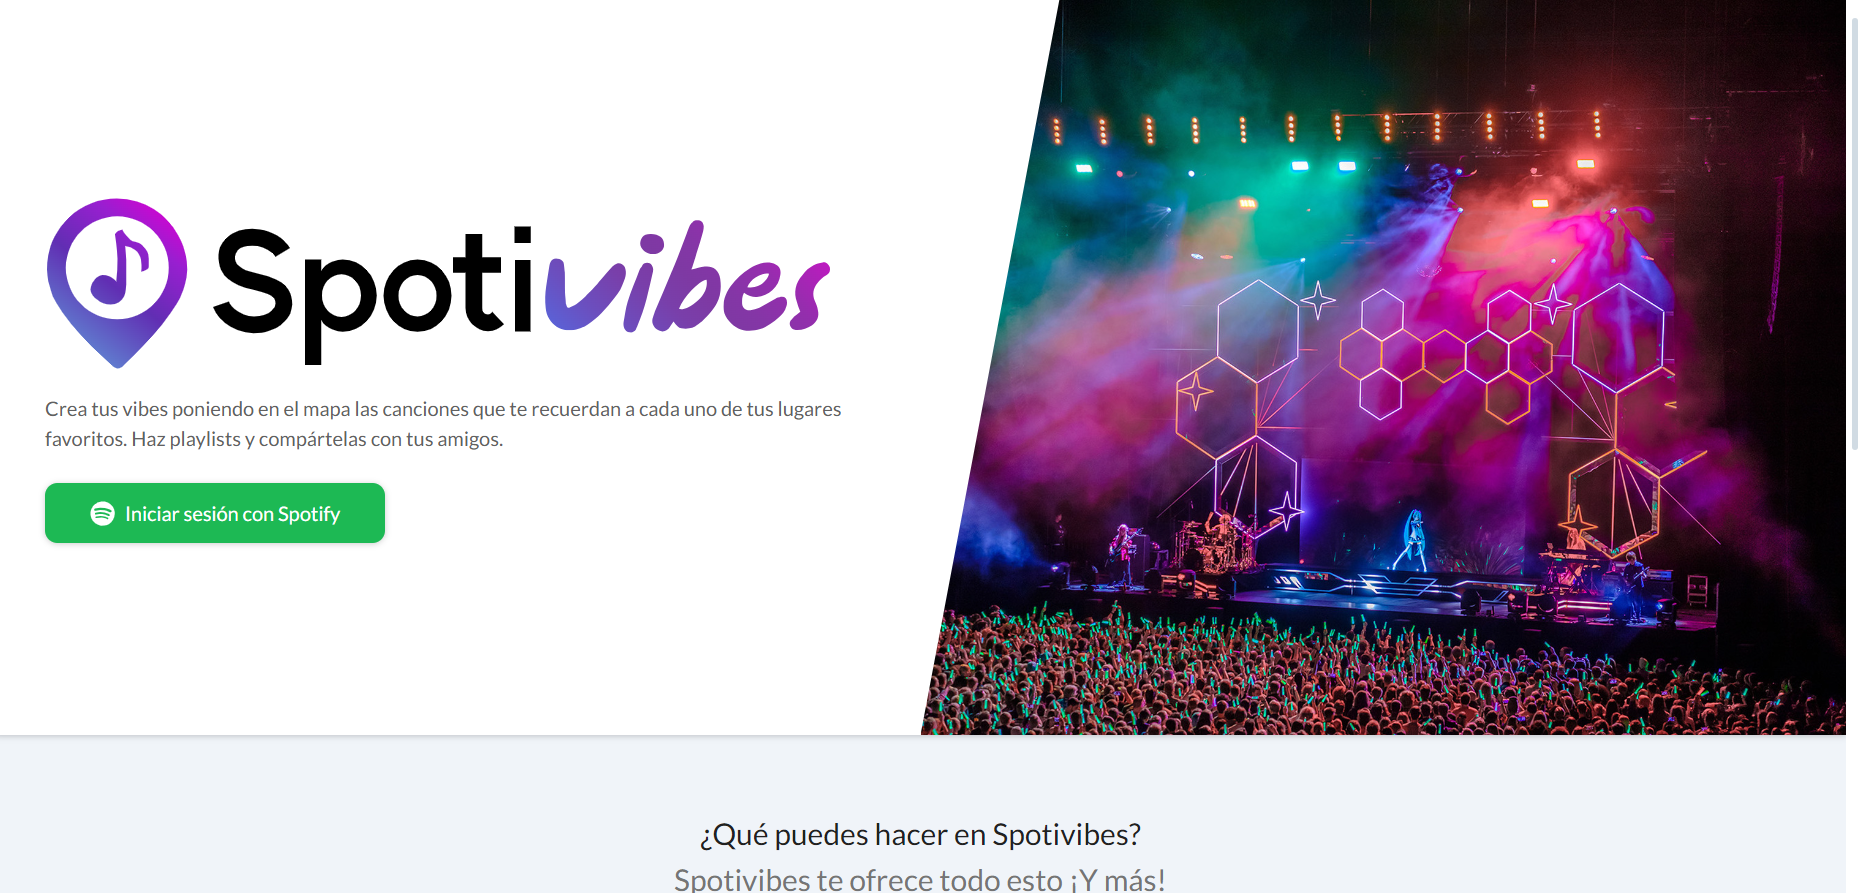 Spotivibes
Crea tus vibes poniendo en el mapa las canciones que te recuerdan a cada uno de tus lugares
favoritos. Haz playlists y compártelas con tus amigos.
Iniciar sesión con Spotify
¿Qué puedes hacer en Spotivibes?
Spotivibes te ofrece todo esto ¡Y más!